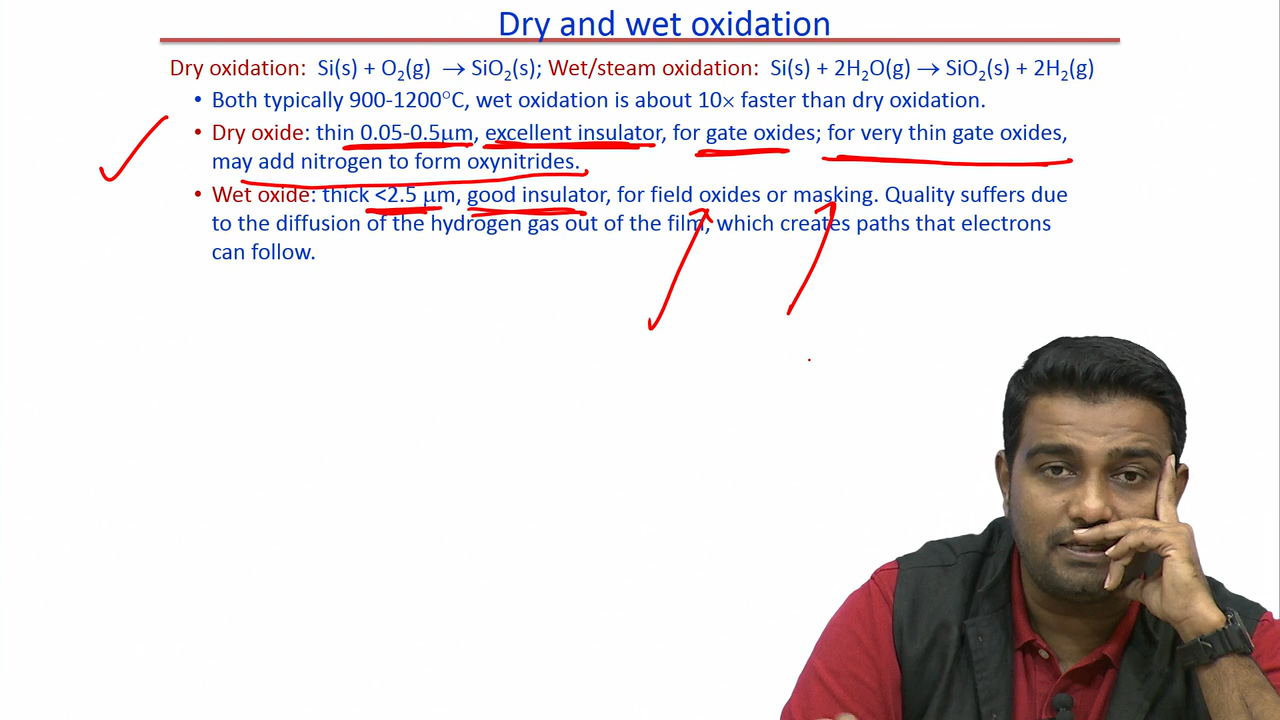 Dry and wet oxidation
Dry oxidation: Si(s) + O₂(g) → SiO₂(s); Wet/steam oxidation: Si(s) + 2H₂O(g) → SiO₂(s) + 2H₂(g)
• Both typically 900-1200°C, wet oxidation is about 10× faster than dry oxidation.
• Dry oxide: thin 0.05-0.5μm, excellent insulator, for gate oxides; for very thin gate oxides,
may add nitrogen to form oxynitrides.
• Wet oxide: thick <2.5 μm, good insulator, for field oxides or masking. Quality suffers due
to the diffusion of the hydrogen gas out of the film, which creates paths that electrons
can follow.